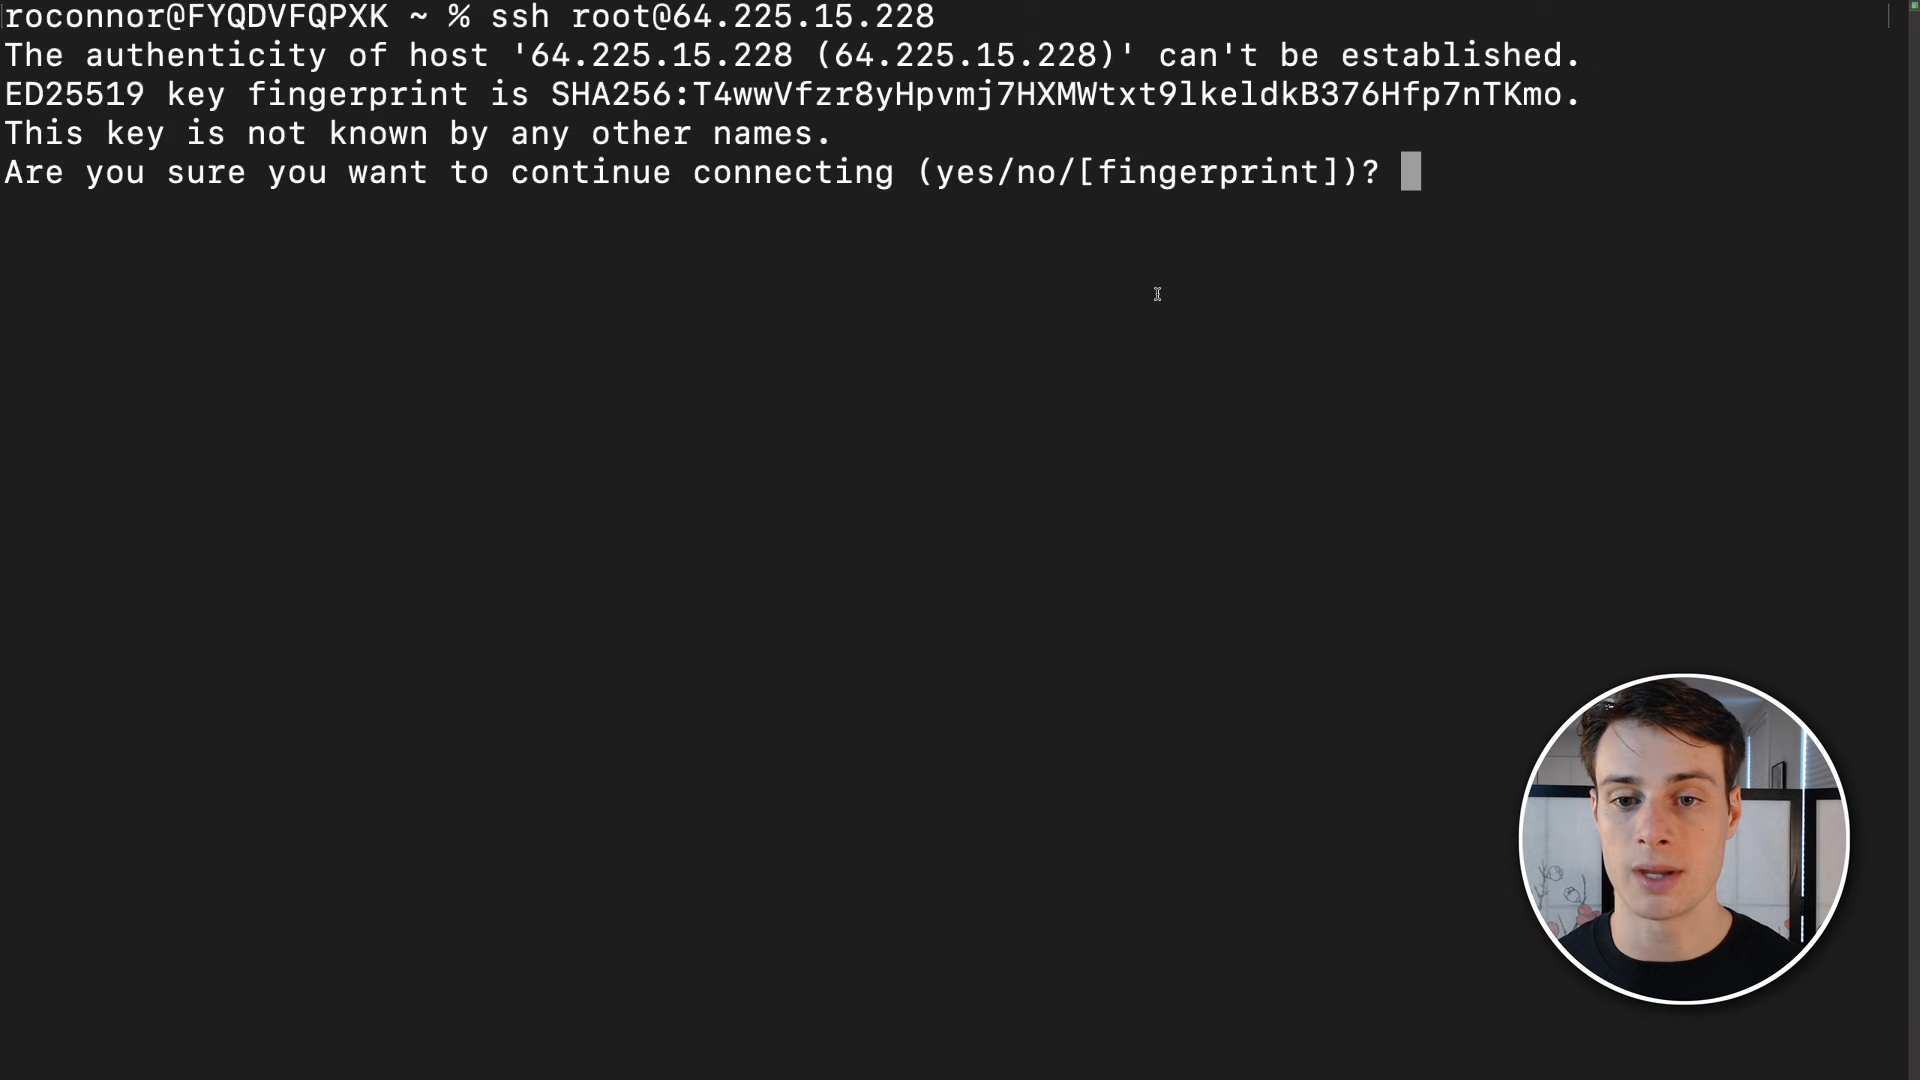 roconnor@FYQDVFQPXK ~ % ssh root@64.225.15.228
The authenticity of host '64.225.15.228 (64.225.15.228)' can't be established.
ED25519 key fingerprint is SHA256:T4wwVfzr8yHpvmj7HXMWtxt9lkeldkB376Hfp7nTKmo.
This key is not known by any other names.
Are you sure you want to continue connecting (yes/no/[fingerprint])?